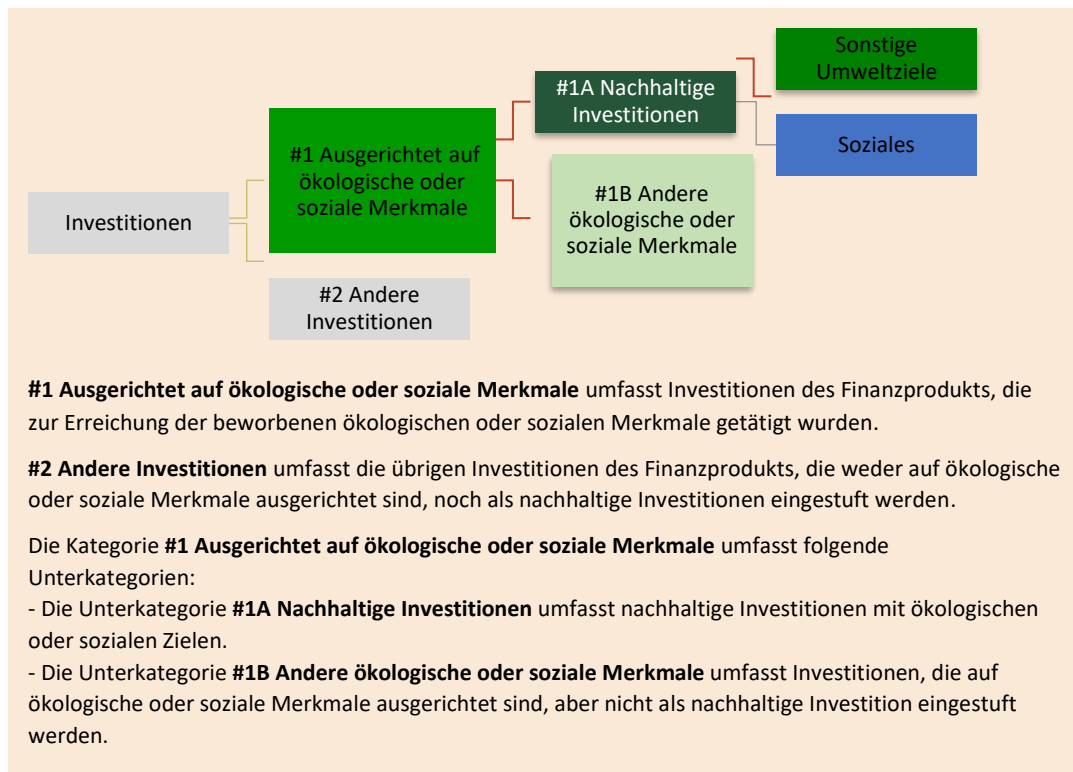 Sonstige
Umweltziele
#1A Nachhaltige
Investitionen
Soziales
#1 Ausgerichtet auf
ökologische oder
soziale Merkmale
#1B Andere
ökologische oder
soziale Merkmale
Investitionen
#2 Andere
Investitionen
#1 Ausgerichtet auf ökologische oder soziale Merkmale umfasst Investitionen des Finanzprodukts, die
zur Erreichung der beworbenen ökologischen oder sozialen Merkmale getätigt wurden.
#2 Andere Investitionen umfasst die übrigen Investitionen des Finanzprodukts, die weder auf ökologische
oder soziale Merkmale ausgerichtet sind, noch als nachhaltige Investitionen eingestuft werden.
Die Kategorie #1 Ausgerichtet auf ökologische oder soziale Merkmale umfasst folgende
Unterkategorien:
- Die Unterkategorie #1A Nachhaltige Investitionen umfasst nachhaltige Investitionen mit ökologischen
oder sozialen Zielen.
- Die Unterkategorie #1B Andere ökologische oder soziale Merkmale umfasst Investitionen, die auf
ökologische oder soziale Merkmale ausgerichtet sind, aber nicht als nachhaltige Investition eingestuft
werden.